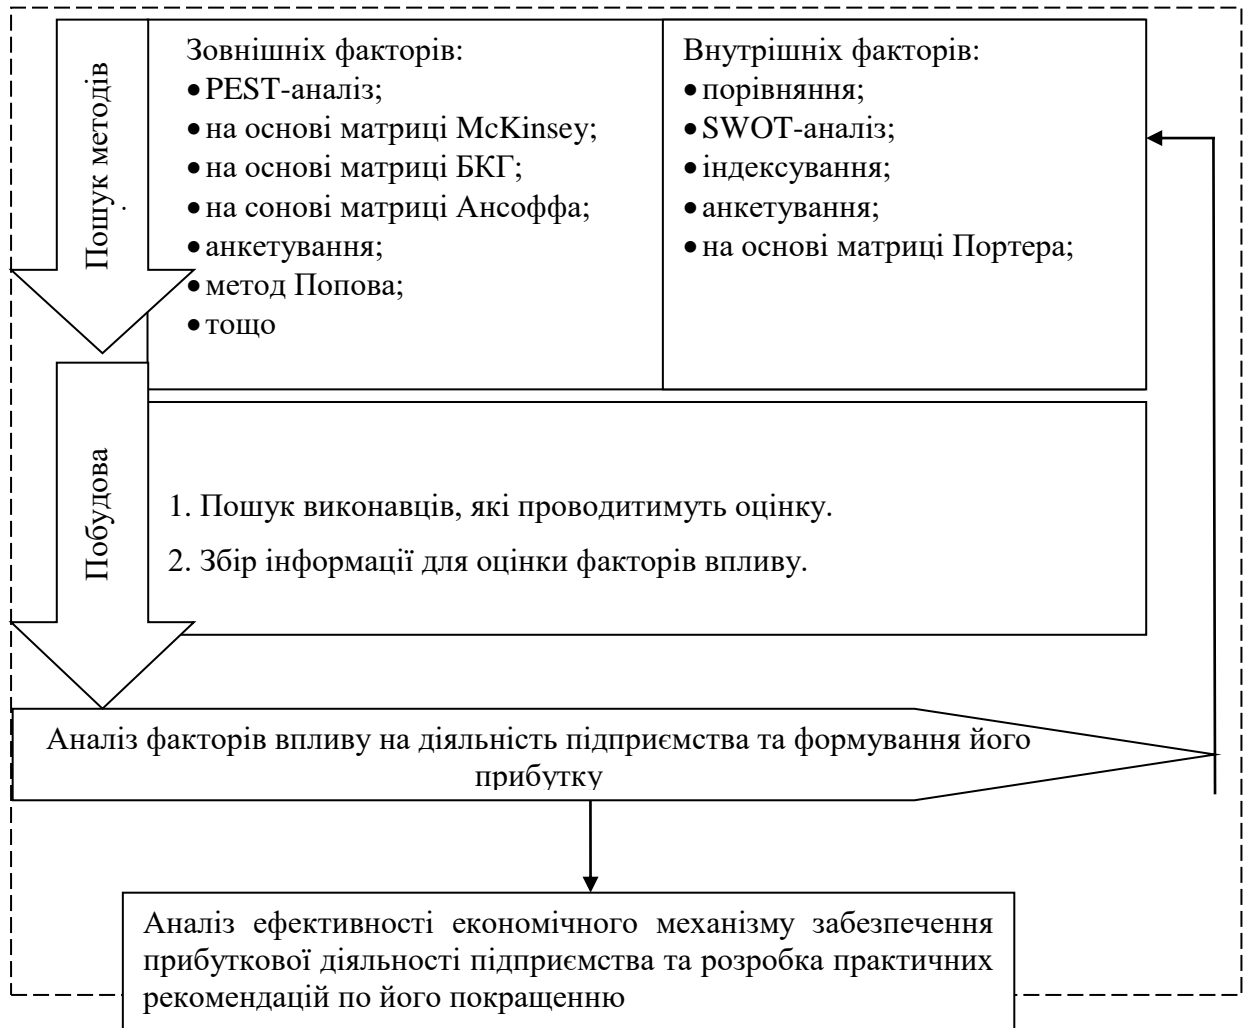 Пошук методів
Зовнішніх факторів:
• PEST-аналіз;
• на основі матриці McKinsey;
• на основі матриці БКГ;
• на сонові матриці Ансоффа;
• анкетування;
• метод Попова;
• тощо
Внутрішніх факторів:
• порівняння;
• SWOT-аналіз;
• індексування;
• анкетування;
• на основі матриці Портера;
Побудова
1. Пошук виконавців, які проводитимуть оцінку.
2. Збір інформації для оцінки факторів впливу.
Аналіз факторів впливу на діяльність підприємства та формування його
прибутку
Аналіз ефективності економічного механізму забезпечення
прибуткової діяльності підприємства та розробка практичних
рекомендацій по його покращенню